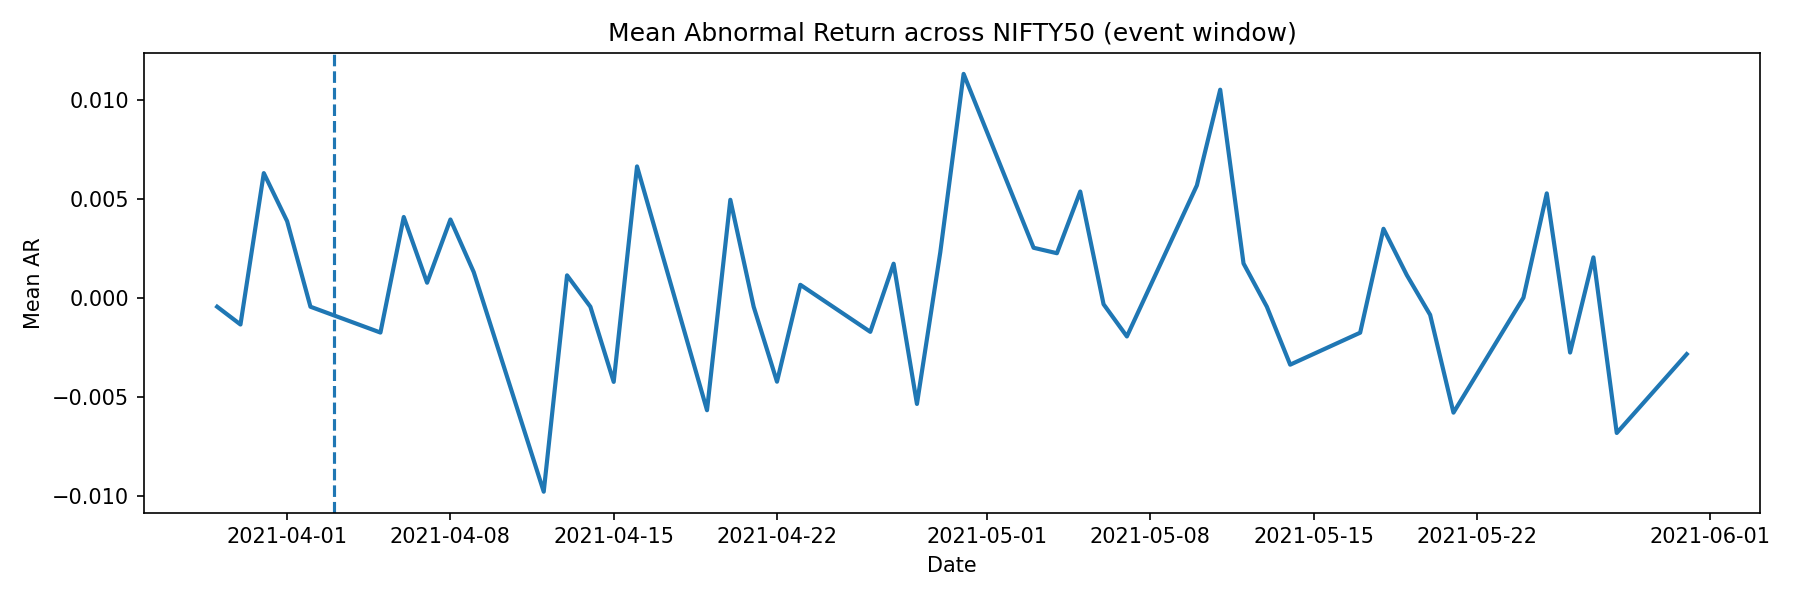 Mean Abnormal Return across NIFTY50 (event window)
Mean AR
0.010
0.005
0.000
−0.005
−0.010
2021-04-01 2021-04-08 2021-04-15 2021-04-22 2021-05-01 2021-05-08 2021-05-15 2021-05-22 2021-06-01
Date